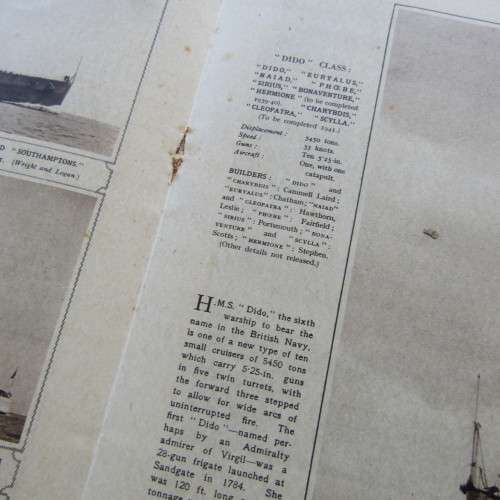 D "SOUTHAMPTONS."
T. (Wright and Logan)
"DIDO" CLASS:
"DIDO," "EURYALUS,"
"NAIAD," "PHŒBE,"
"SIRIUS," "BONAVENTURE,"
"HERMIONE" (to be completed
1939-40). "CHARYBDIS,"
"CLEOPATRA," "SCYLLA."
(To be completed 1941.)
Displacement: 5450 tons.
Speed: 33 knots.
Guns: Ten 5·25-in.
Aircraft: One, with one
catapult.
BUILDERS: "DIDO" and
"CHARYBDIS": Cammell Laird;
"EURYALUS": Chatham; "NAIAD"
and "CLEOPATRA": Hawthorn,
Leslie; "PHOEBE": Fairfield;
"SIRIUS": Portsmouth; "BONA-
VENTURE" and "SCYLLA":
Scotts; "HERMIONE": Stephen.
(Other details not released.)
H.M.S. "Dido," the sixth
warship to bear the
name in the British Navy,
is one of a new type of ten
small cruisers of 5450 tons
which carry 5·25-in. guns
in five twin turrets, with
the forward three stepped
to allow for wide arcs of
uninterrupted fire. The
first "Dido"—named per-
haps by an Admiralty
admirer of Virgil—was a
28-gun frigate launched at
Sandgate in 1784. She
was 120 ft. long
tonnage